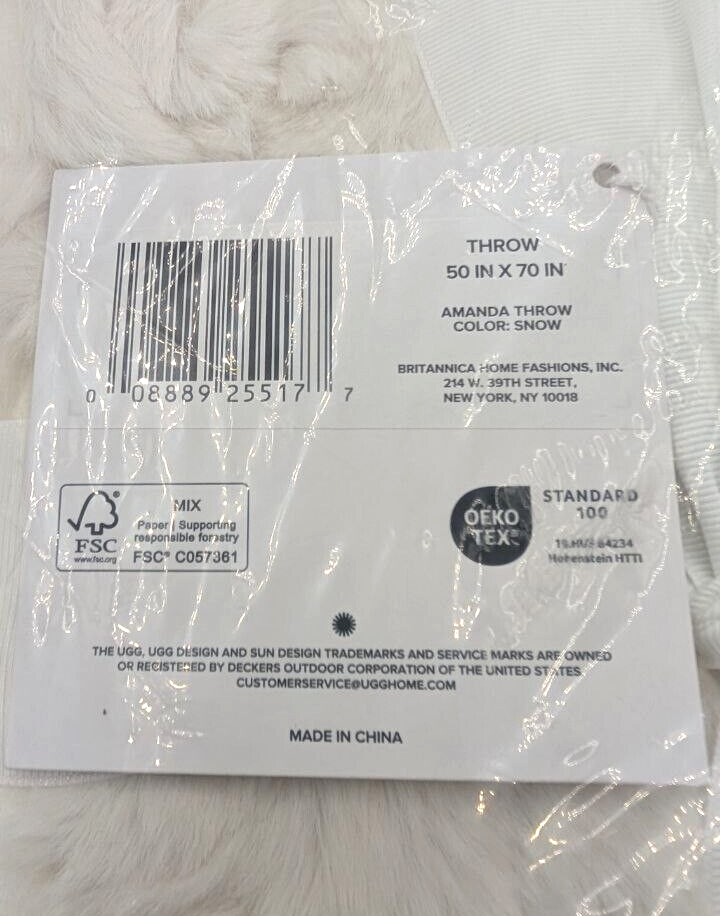 THROW
50 IN X 70 IN
AMANDA THROW
COLOR: SNOW
BRITANNICA HOME FASHIONS, INC.
214 W. 39TH STREET,
NEW YORK, NY 10018
0 08889 25517 7
FSC®
www.fsc.org
MIX
Paper | Supporting
responsible forestry
FSC® C057361
OEKO
TEX®
STANDARD
100
Hohenstein HTTI
THE UGG, UGG DESIGN AND SUN DESIGN TRADEMARKS AND SERVICE MARKS ARE OWNED
OR REGISTERED BY DECKERS OUTDOOR CORPORATION OF THE UNITED STATES.
CUSTOMERSERVICE@UGGHOME.COM
MADE IN CHINA